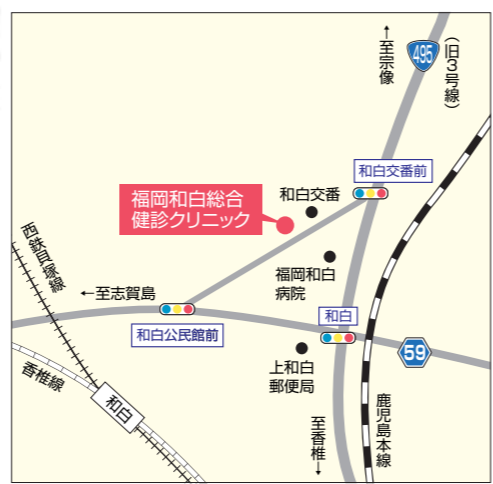 ↑至宗像
495
(旧3号線)
和白交番前
福岡和白総合
健診クリニック
和白交番
西鉄貝塚線
福岡和白
病院
←至志賀島
和白
和白公民館前
59
上和白
郵便局
香椎線
和白
鹿児島本線
至香椎↓